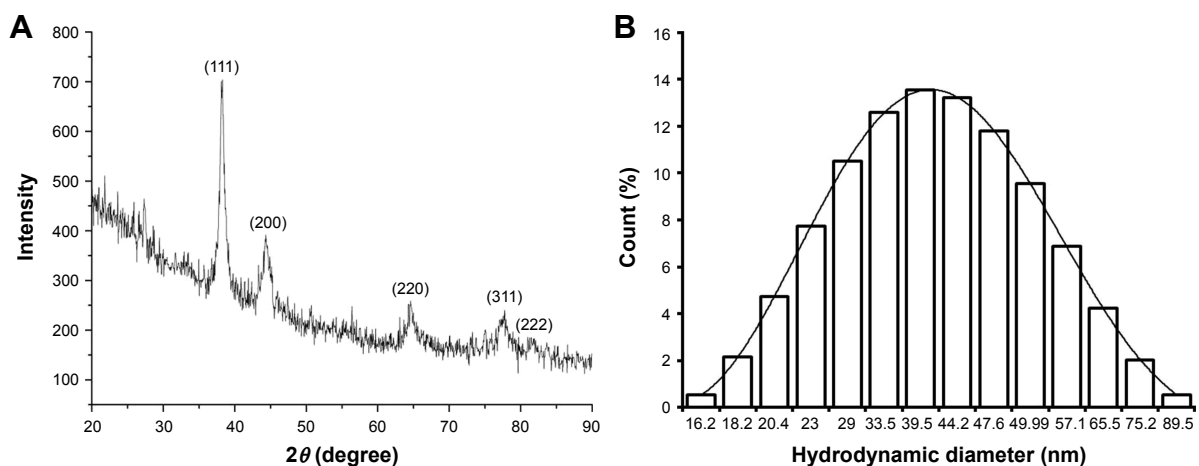 A
800
700
600
500
400
300
200
100
Intensity
(111)
(200)
(220)
(311)
(222)
20 30 40 50 60 70 80 90
2θ (degree)
B
16
14
12
10
8
6
4
2
0
Count (%)
16.2 18.2 20.4 23 29 33.5 39.5 44.2 47.6 49.99 57.1 65.5 75.2 89.5
Hydrodynamic diameter (nm)